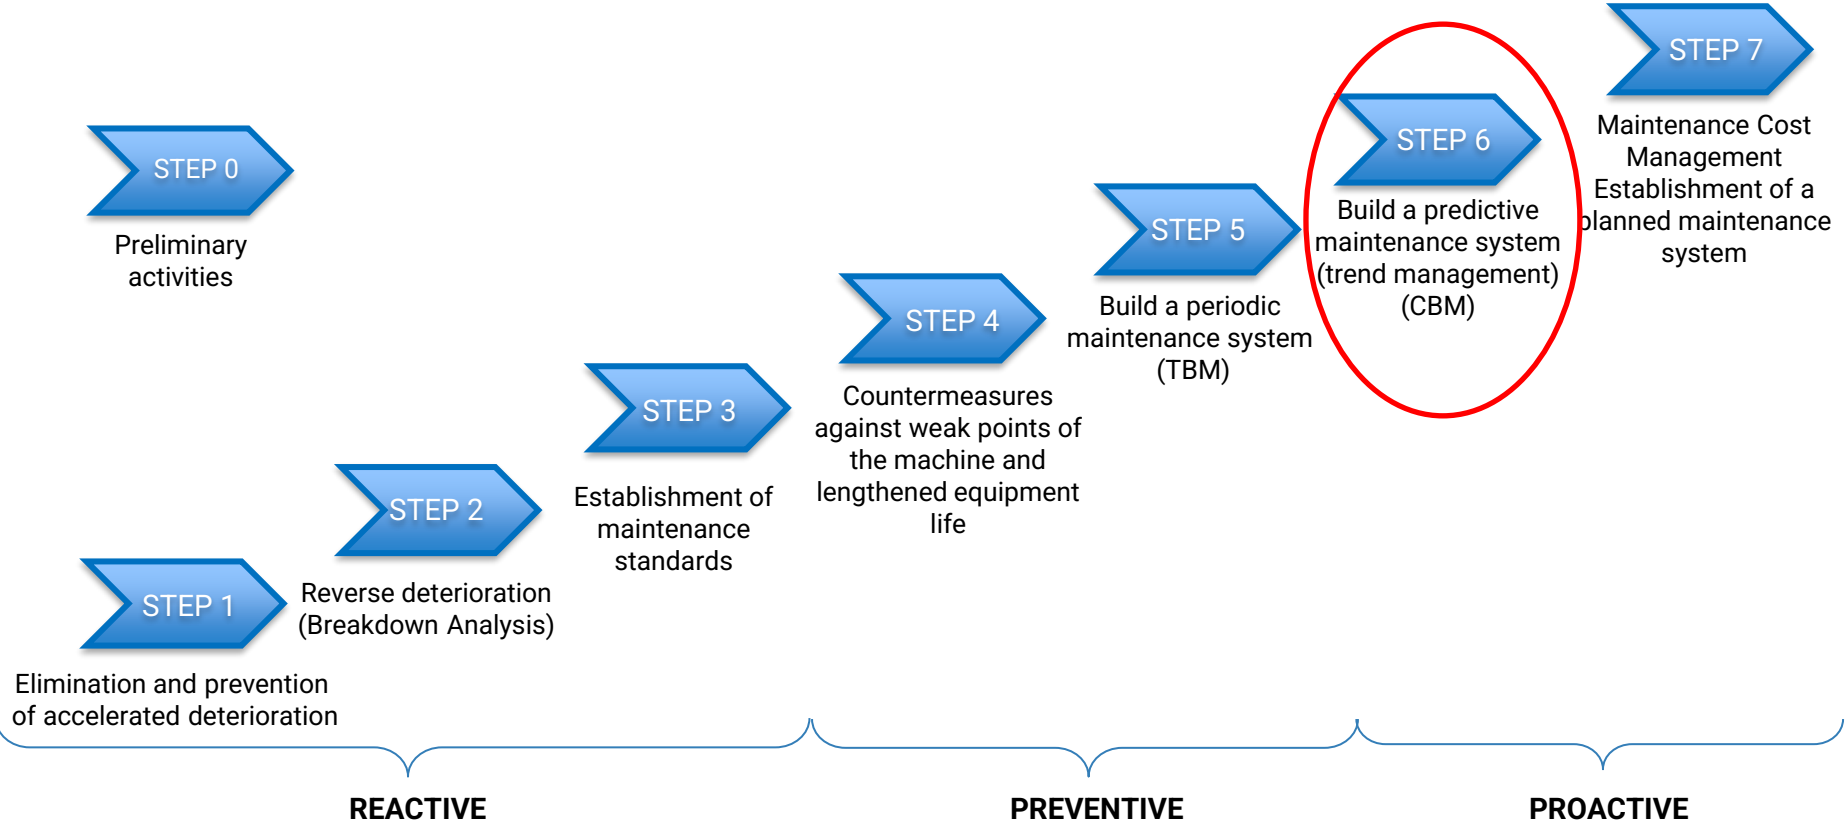 STEP 0
Preliminary
activities
STEP 1
Elimination and prevention
of accelerated deterioration
STEP 2
Reverse deterioration
(Breakdown Analysis)
STEP 3
Establishment of
maintenance
standards
STEP 4
Countermeasures
against weak points of
the machine and
lengthened equipment
life
STEP 5
Build a periodic
maintenance system
(TBM)
STEP 6
Build a predictive
maintenance system
(trend management)
(CBM)
STEP 7
Maintenance Cost
Management
Establishment of a
planned maintenance
system
REACTIVE
PREVENTIVE
PROACTIVE